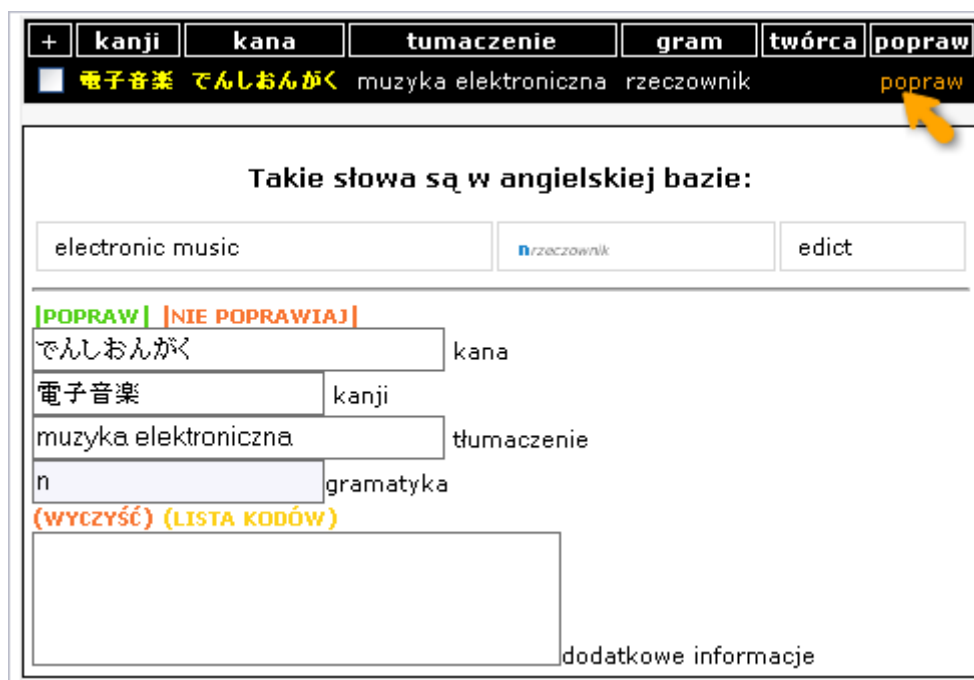 + kanji kana tumaczenie gram twórca popraw
電子音楽 でんしおんがく muzyka elektroniczna rzeczownik popraw
Takie słowa są w angielskiej bazie:
electronic music nrzeczownik edict
|POPRAW| |NIE POPRAWIAJ|
でんしおんがく kana
電子音楽 kanji
muzyka elektroniczna tłumaczenie
n gramatyka
(WYCZYŚĆ) (LISTA KODÓW)
dodatkowe informacje